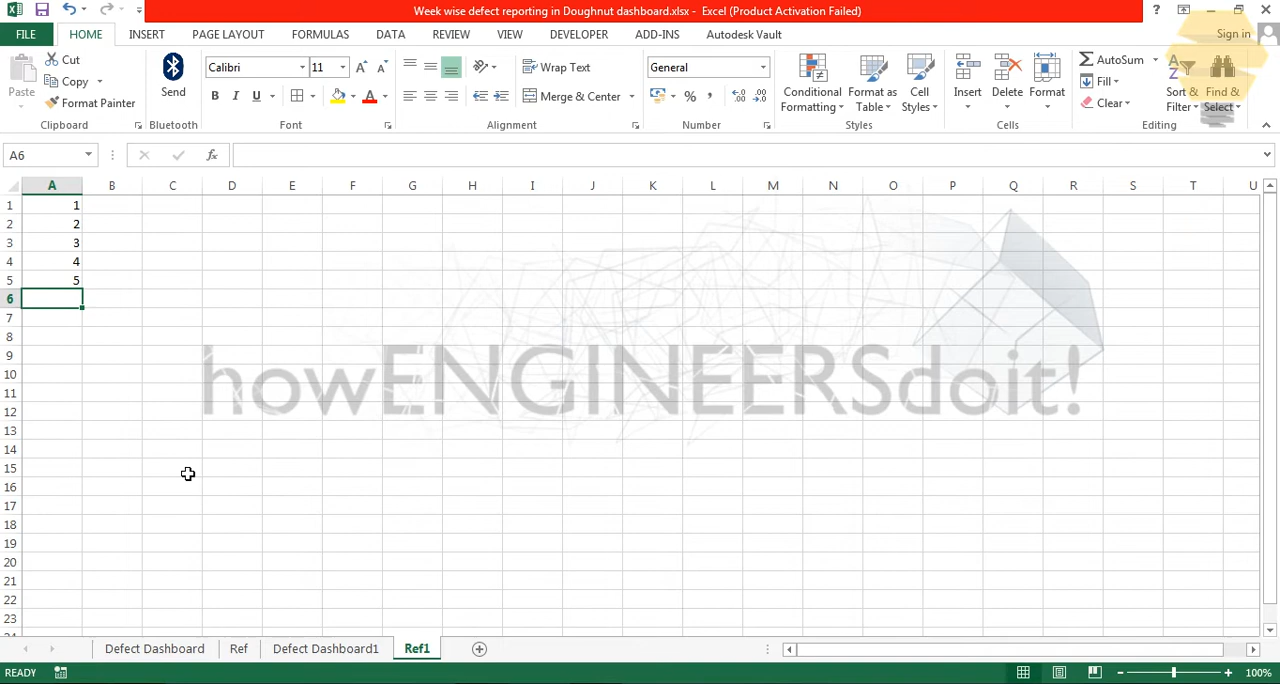 Week wise defect reporting in Doughnut dashboard.xlsx - Excel (Product Activation Failed)
?
FILE HOME INSERT PAGE LAYOUT FORMULAS DATA REVIEW VIEW DEVELOPER ADD-INS Autodesk Vault Sign in
Paste
Cut
Copy
Format Painter
Clipboard
Send
Bluetooth
Calibri 11
B I U
Font
Wrap Text
Merge & Center
Alignment
General
% ,
Number
Conditional Formatting
Format as Table
Cell Styles
Styles
Insert Delete Format
Cells
AutoSum
Fill
Clear
Sort & Filter
Find & Select
Editing
A6 fx
A B C D E F G H I J K L M N O P Q R S T U
1 1
2 2
3 3
4 4
5 5
6
7
8
9
10
11
12
13
14
15
16
17
18
19
20
21
22
23
24
howENGINEERSdoit!
Defect Dashboard Ref Defect Dashboard1 Ref1
READY 100%